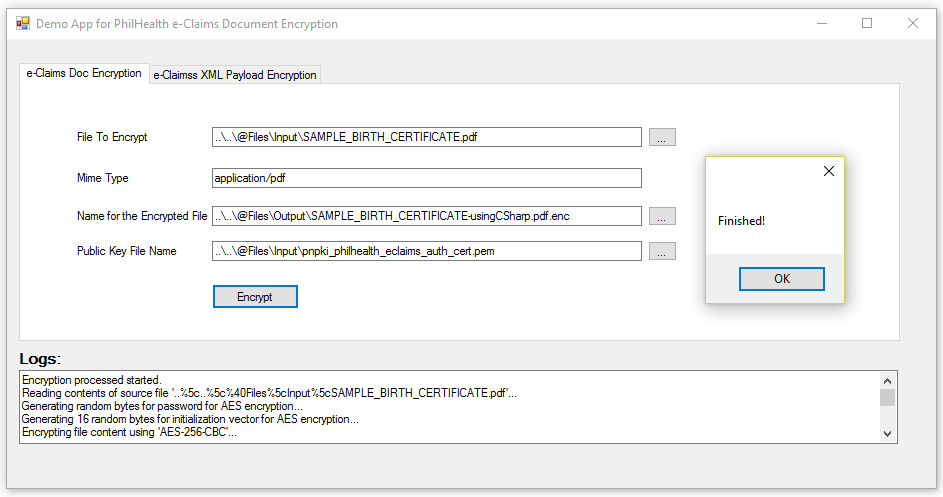 Demo App for PhilHealth e-Claims Document Encryption
e-Claims Doc Encryption
e-Claimss XML Payload Encryption
File To Encrypt
..\..\@Files\Input\SAMPLE_BIRTH_CERTIFICATE.pdf
...
Mime Type
application/pdf
Name for the Encrypted File
..\..\@Files\Output\SAMPLE_BIRTH_CERTIFICATE-usingCSharp.pdf.enc
...
Public Key File Name
..\..\@Files\Input\pnpki_philhealth_eclaims_auth_cert.pem
...
Encrypt
Finished!
OK
Logs:
Encryption processed started.
Reading contents of source file '..%5c..%5c%40Files%5cInput%5cSAMPLE_BIRTH_CERTIFICATE.pdf'...
Generating random bytes for password for AES encryption...
Generating 16 random bytes for initialization vector for AES encryption...
Encrypting file content using 'AES-256-CBC'...